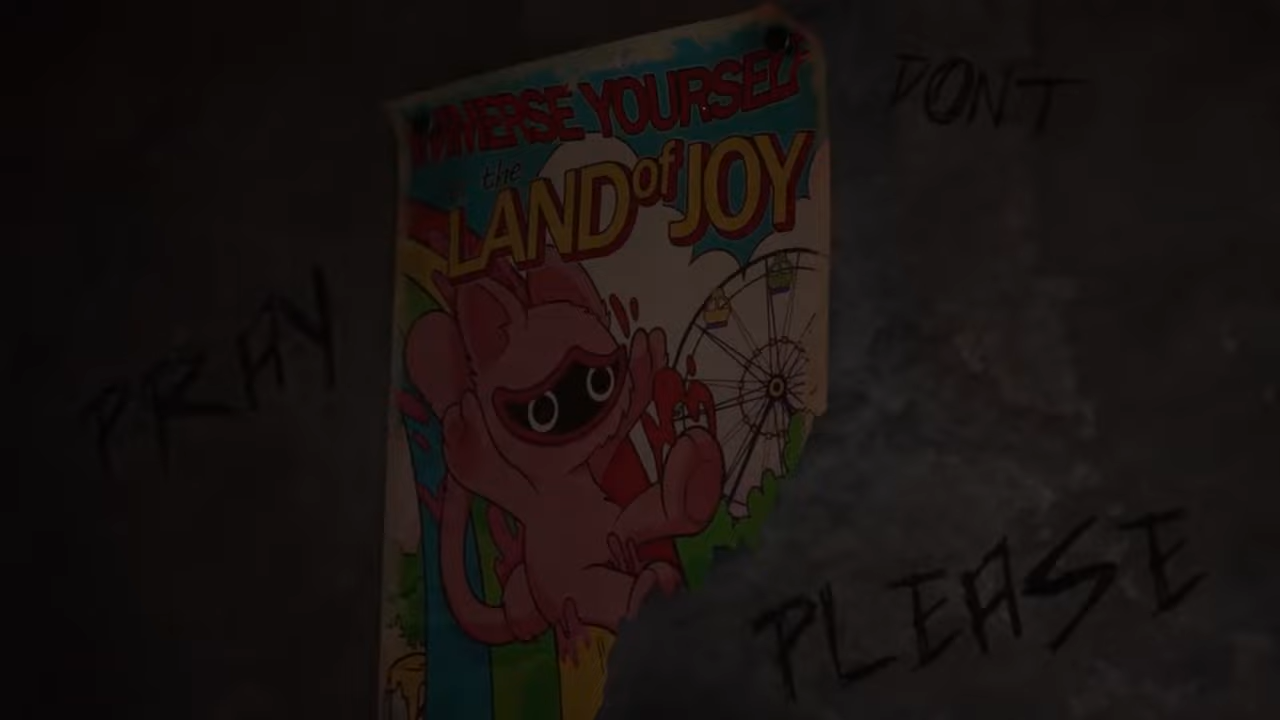 IMMERSE YOURSELF
the
LAND of JOY
DONT
PRAY
PLEASE